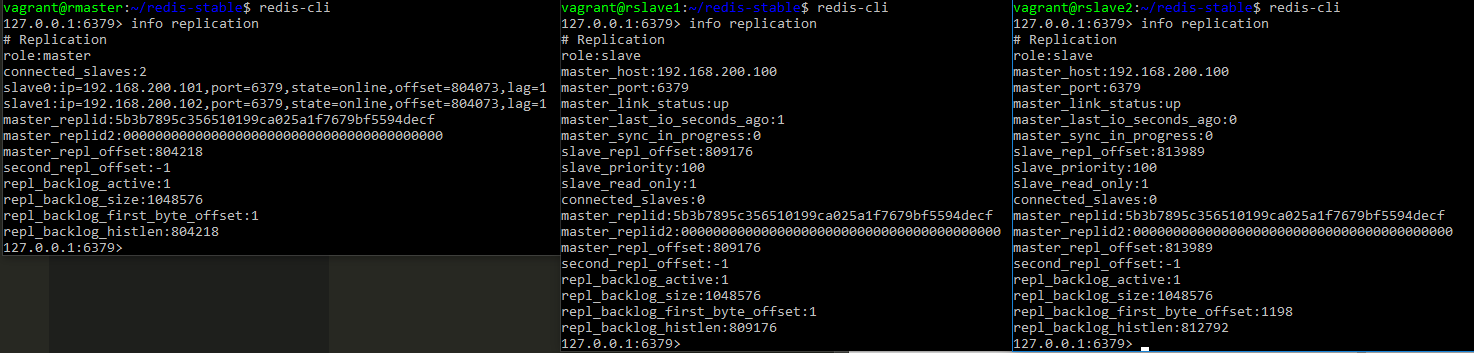 vagrant@rmaster:~/redis-stable$ redis-cli
127.0.0.1:6379> info replication
# Replication
role:master
connected_slaves:2
slave0:ip=192.168.200.101,port=6379,state=online,offset=804073,lag=1
slave1:ip=192.168.200.102,port=6379,state=online,offset=804073,lag=1
master_replid:5b3b7895c356510199ca025a1f7679bf5594decf
master_replid2:0000000000000000000000000000000000000000
master_repl_offset:804218
second_repl_offset:-1
repl_backlog_active:1
repl_backlog_size:1048576
repl_backlog_first_byte_offset:1
repl_backlog_histlen:804218
127.0.0.1:6379>
vagrant@rslave1:~/redis-stable$ redis-cli
127.0.0.1:6379> info replication
# Replication
role:slave
master_host:192.168.200.100
master_port:6379
master_link_status:up
master_last_io_seconds_ago:1
master_sync_in_progress:0
slave_repl_offset:809176
slave_priority:100
slave_read_only:1
connected_slaves:0
master_replid:5b3b7895c356510199ca025a1f7679bf5594decf
master_replid2:0000000000000000000000000000000000000000
master_repl_offset:809176
second_repl_offset:-1
repl_backlog_active:1
repl_backlog_size:1048576
repl_backlog_first_byte_offset:1
repl_backlog_histlen:809176
127.0.0.1:6379>
vagrant@rslave2:~/redis-stable$ redis-cli
127.0.0.1:6379> info replication
# Replication
role:slave
master_host:192.168.200.100
master_port:6379
master_link_status:up
master_last_io_seconds_ago:0
master_sync_in_progress:0
slave_repl_offset:813989
slave_priority:100
slave_read_only:1
connected_slaves:0
master_replid:5b3b7895c356510199ca025a1f7679bf5594decf
master_replid2:0000000000000000000000000000000000000000
master_repl_offset:813989
second_repl_offset:-1
repl_backlog_active:1
repl_backlog_size:1048576
repl_backlog_first_byte_offset:1198
repl_backlog_histlen:812792
127.0.0.1:6379>